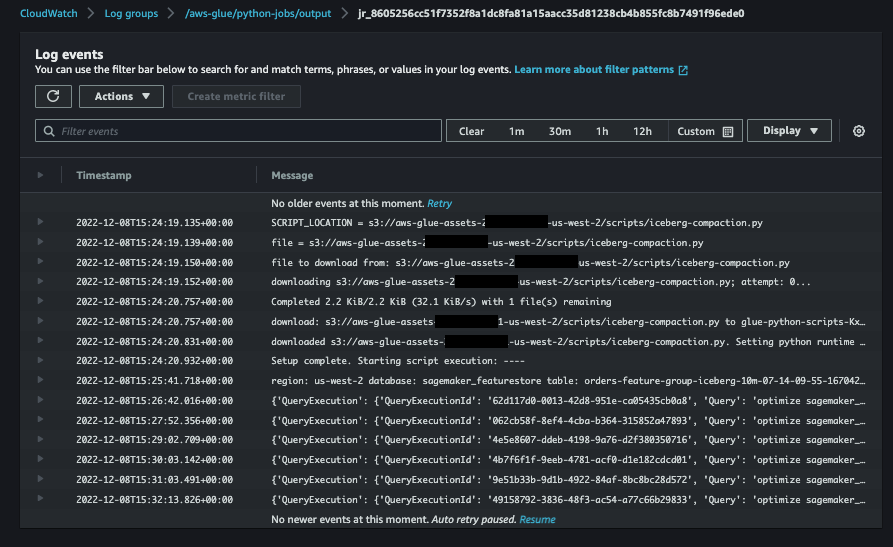 CloudWatch > Log groups > /aws-glue/python-jobs/output > jr_8605256cc51f7352f8a1dc8fa81a15aacc35d81238cb4b855fc8b7491f96ede0
Log events
You can use the filter bar below to search for and match terms, phrases, or values in your log events. Learn more about filter patterns
Actions Create metric filter
Filter events Clear 1m 30m 1h 12h Custom Display
Timestamp Message
No older events at this moment. Retry
2022-12-08T15:24:19.135+00:00 SCRIPT_LOCATION = s3://aws-glue-assets-2 -us-west-2/scripts/iceberg-compaction.py
2022-12-08T15:24:19.139+00:00 file = s3://aws-glue-assets-2 -us-west-2/scripts/iceberg-compaction.py
2022-12-08T15:24:19.150+00:00 file to download from: s3://aws-glue-assets-2 us-west-2/scripts/iceberg-compaction.py
2022-12-08T15:24:19.152+00:00 downloading s3://aws-glue-assets-2 us-west-2/scripts/iceberg-compaction.py; attempt: 0...
2022-12-08T15:24:20.757+00:00 Completed 2.2 KiB/2.2 KiB (32.1 KiB/s) with 1 file(s) remaining
2022-12-08T15:24:20.757+00:00 download: s3://aws-glue-assets- 1-us-west-2/scripts/iceberg-compaction.py to glue-python-scripts-Kx…
2022-12-08T15:24:20.831+00:00 downloaded s3://aws-glue-assets- -us-west-2/scripts/iceberg-compaction.py. Setting python runtime …
2022-12-08T15:24:20.932+00:00 Setup complete. Starting script execution: ----
2022-12-08T15:25:41.718+00:00 region: us-west-2 database: sagemaker_featurestore table: orders-feature-group-iceberg-10m-07-14-09-55-167042…
2022-12-08T15:26:42.016+00:00 {'QueryExecution': {'QueryExecutionId': '62d117d0-0013-42d8-951e-ca05435cb0a8', 'Query': 'optimize sagemaker_…
2022-12-08T15:27:52.356+00:00 {'QueryExecution': {'QueryExecutionId': '062cb58f-8ef4-4cba-b364-315852a47893', 'Query': 'optimize sagemaker_…
2022-12-08T15:29:02.709+00:00 {'QueryExecution': {'QueryExecutionId': '4e5e8607-ddeb-4198-9a76-d2f380350716', 'Query': 'optimize sagemaker_…
2022-12-08T15:30:03.142+00:00 {'QueryExecution': {'QueryExecutionId': '4b7f6f1f-9eeb-4781-acf0-d1e182cdcd01', 'Query': 'optimize sagemaker_…
2022-12-08T15:31:03.491+00:00 {'QueryExecution': {'QueryExecutionId': '9e51b33b-9d1b-4922-84af-8bc8bc28d572', 'Query': 'optimize sagemaker_…
2022-12-08T15:32:13.826+00:00 {'QueryExecution': {'QueryExecutionId': '49158792-3836-48f3-ac54-a77c66b29833', 'Query': 'optimize sagemaker_…
No newer events at this moment. Auto retry paused. Resume